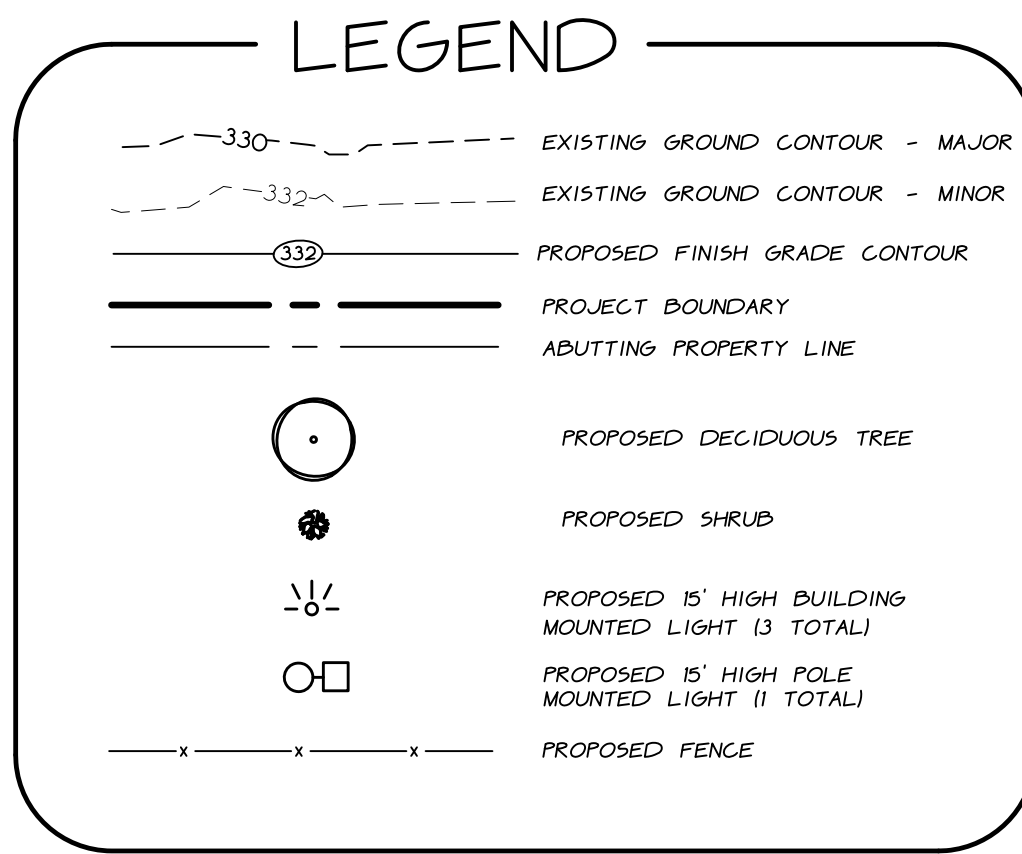 LEGEND
330 EXISTING GROUND CONTOUR - MAJOR
332 EXISTING GROUND CONTOUR - MINOR
332 PROPOSED FINISH GRADE CONTOUR
PROJECT BOUNDARY
ABUTTING PROPERTY LINE
PROPOSED DECIDUOUS TREE
PROPOSED SHRUB
PROPOSED 15' HIGH BUILDING
MOUNTED LIGHT (3 TOTAL)
PROPOSED 15' HIGH POLE
MOUNTED LIGHT (1 TOTAL)
x x x PROPOSED FENCE